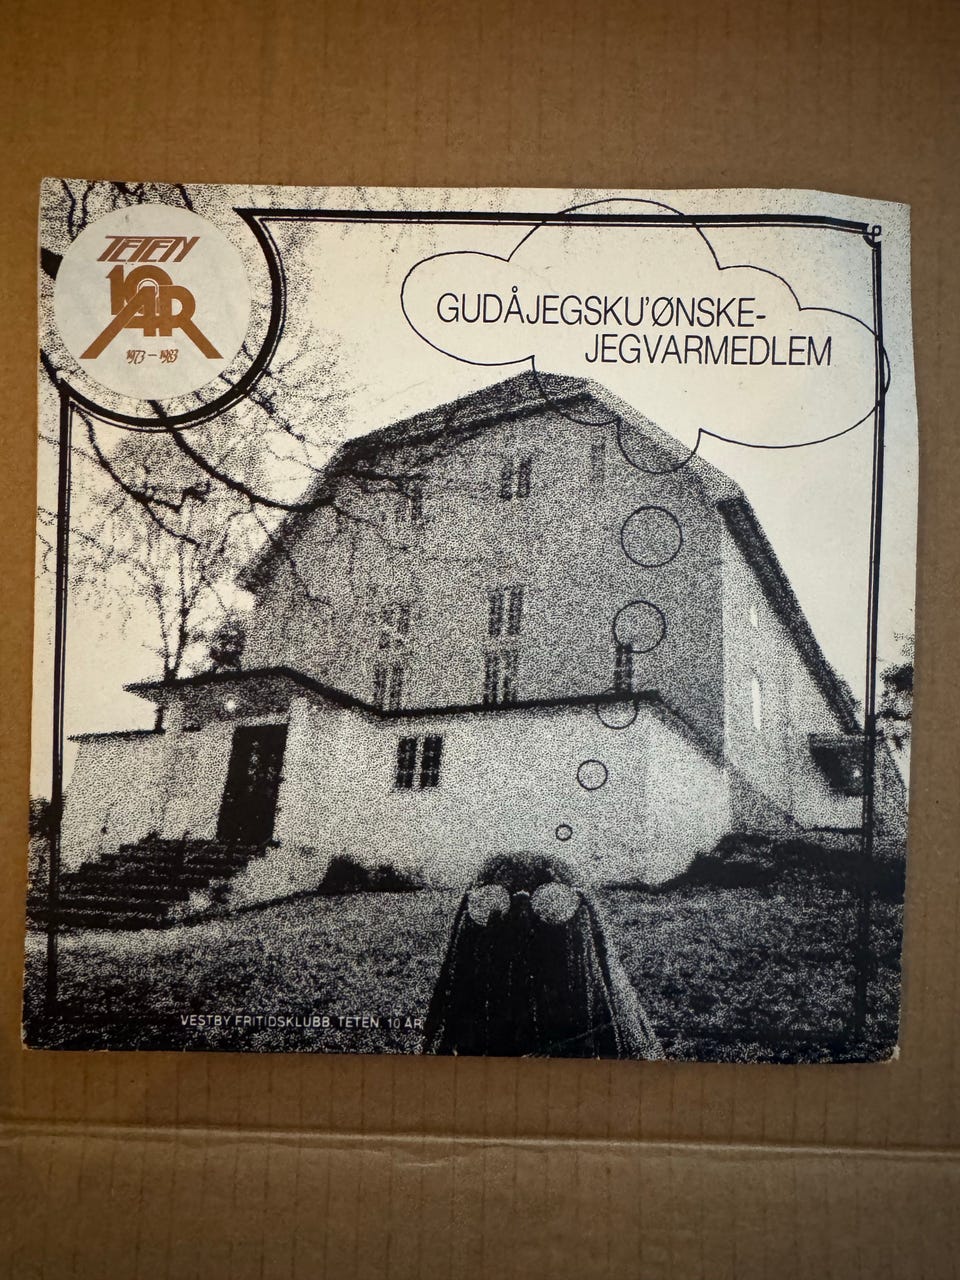 TETEN
10
ÅR
1973 – 1983
GUDÅJEGSKU'ØNSKE-
JEGVARMEDLEM
VESTBY FRITIDSKLUBB, TETEN, 10 ÅR